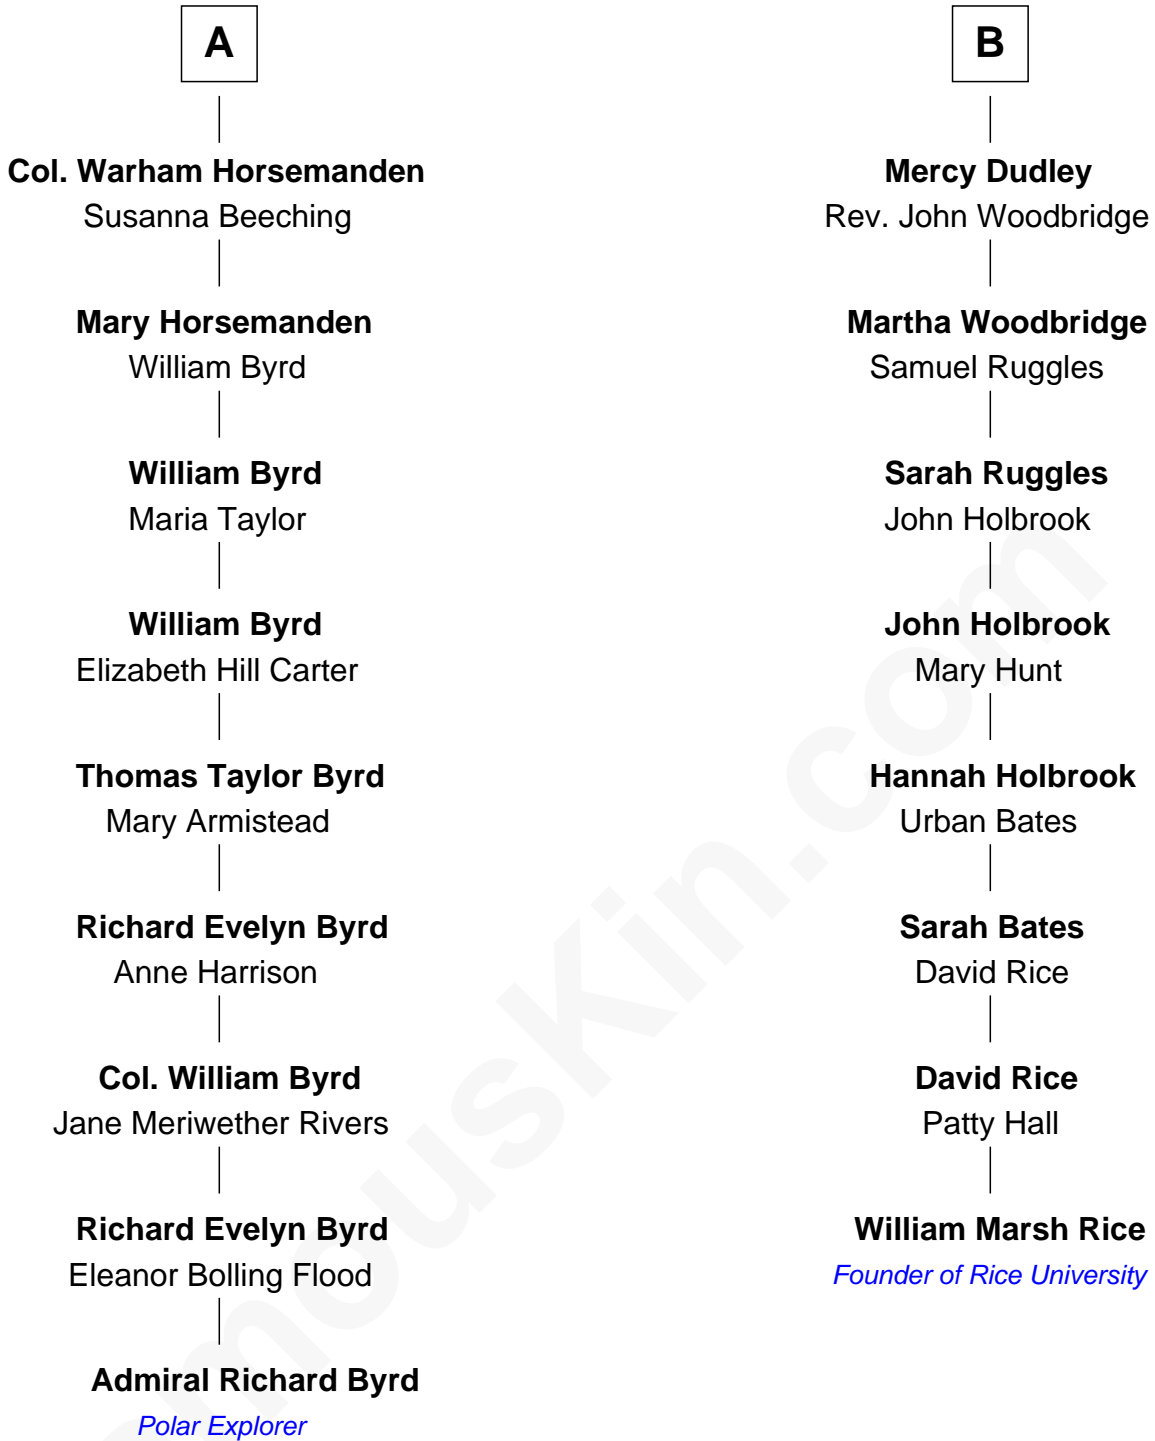 A
Col. Warham Horsemanden
Susanna Beeching
Mary Horsemanden
William Byrd
William Byrd
Maria Taylor
William Byrd
Elizabeth Hill Carter
Thomas Taylor Byrd
Mary Armistead
Richard Evelyn Byrd
Anne Harrison
Col. William Byrd
Jane Meriwether Rivers
Richard Evelyn Byrd
Eleanor Bolling Flood
Admiral Richard Byrd
Polar Explorer
B
Mercy Dudley
Rev. John Woodbridge
Martha Woodbridge
Samuel Ruggles
Sarah Ruggles
John Holbrook
John Holbrook
Mary Hunt
Hannah Holbrook
Urban Bates
Sarah Bates
David Rice
David Rice
Patty Hall
William Marsh Rice
Founder of Rice University
mouskin.com